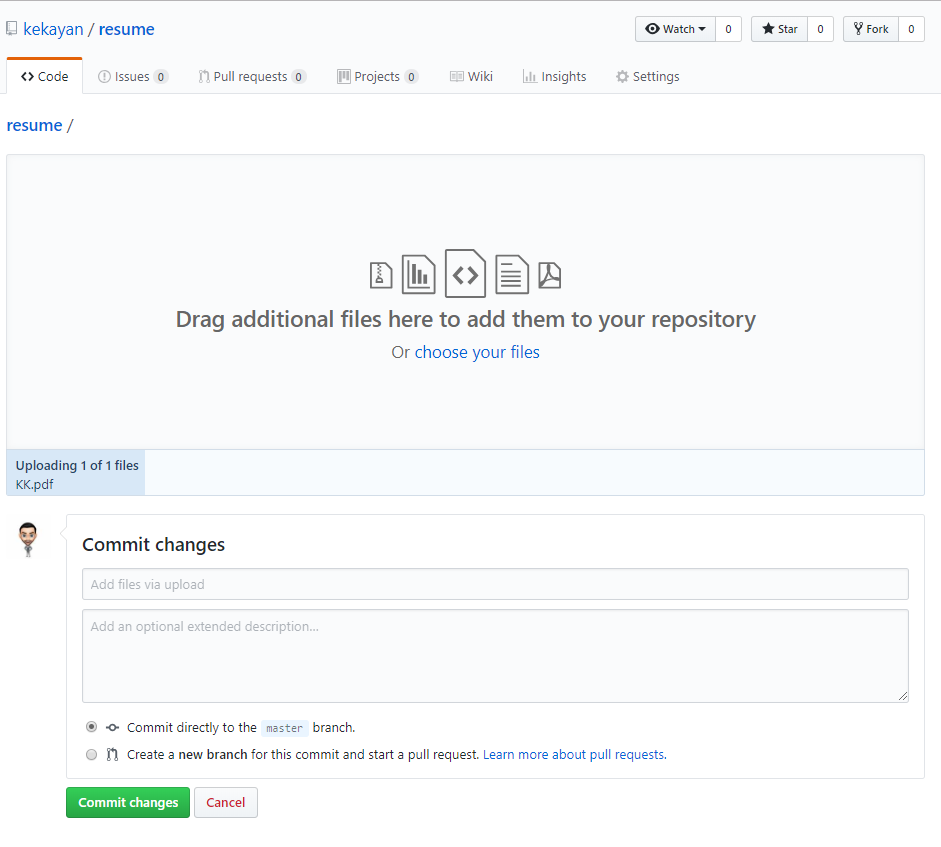 kekayan / resume
Watch 0 Star 0 Fork 0
Code Issues 0 Pull requests 0 Projects 0 Wiki Insights Settings
resume /
Drag additional files here to add them to your repository
Or choose your files
Uploading 1 of 1 files
KK.pdf
Commit changes
Add files via upload
Add an optional extended description...
Commit directly to the master branch.
Create a new branch for this commit and start a pull request. Learn more about pull requests.
Commit changes Cancel